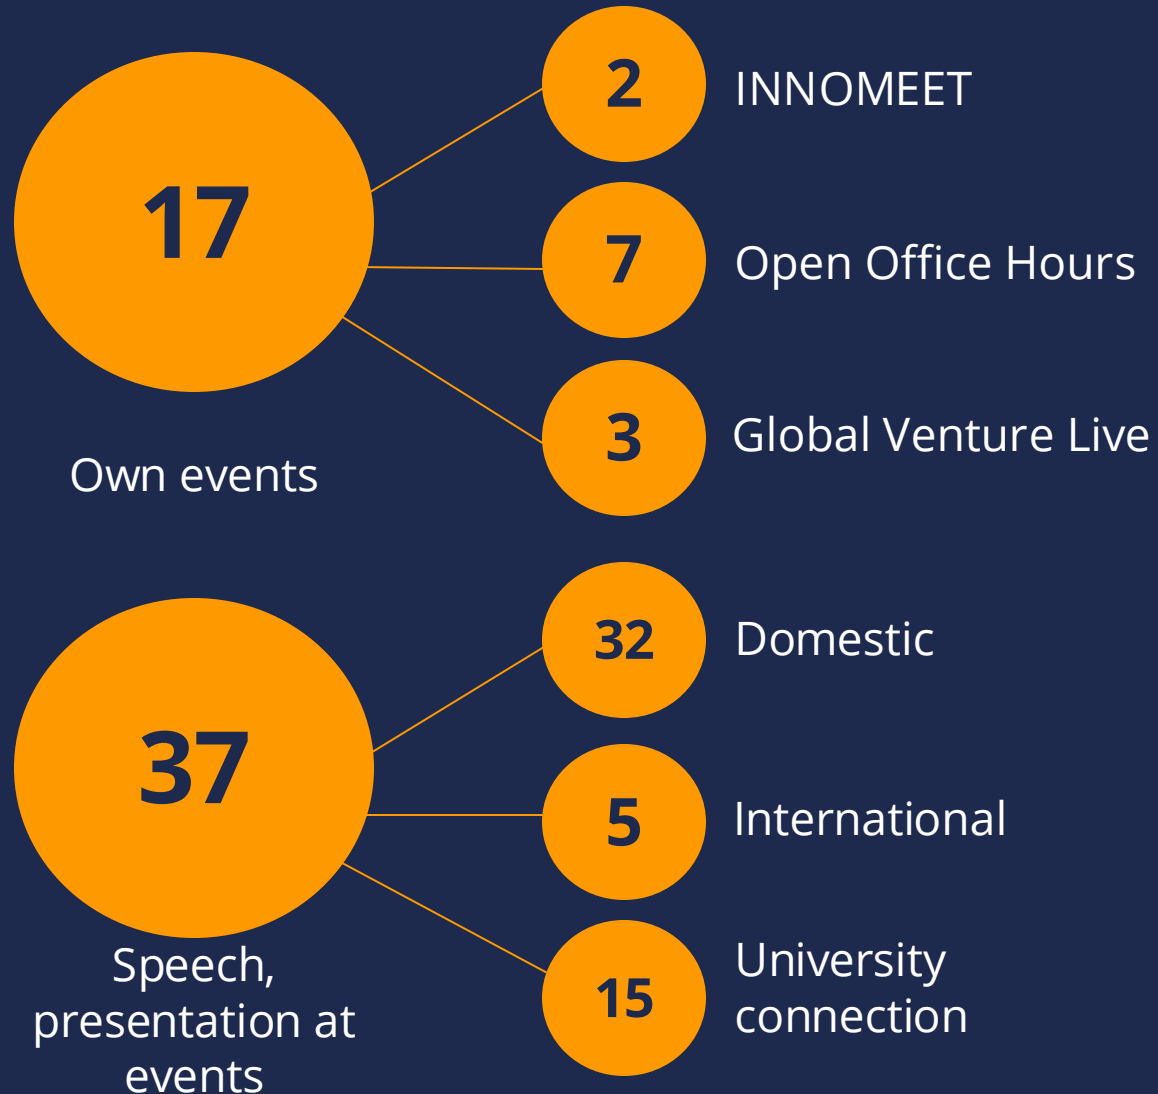 17
Own events
2
INNOMEET
7
Open Office Hours
3
Global Venture Live
37
Speech,
presentation at
events
32
Domestic
5
International
15
University
connection